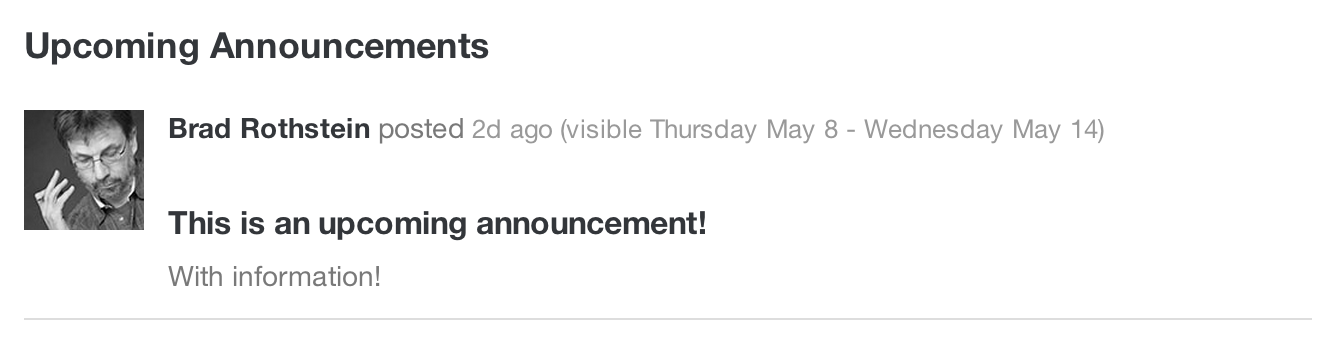 Upcoming Announcements
Brad Rothstein posted 2d ago (visible Thursday May 8 - Wednesday May 14)
This is an upcoming announcement!
With information!